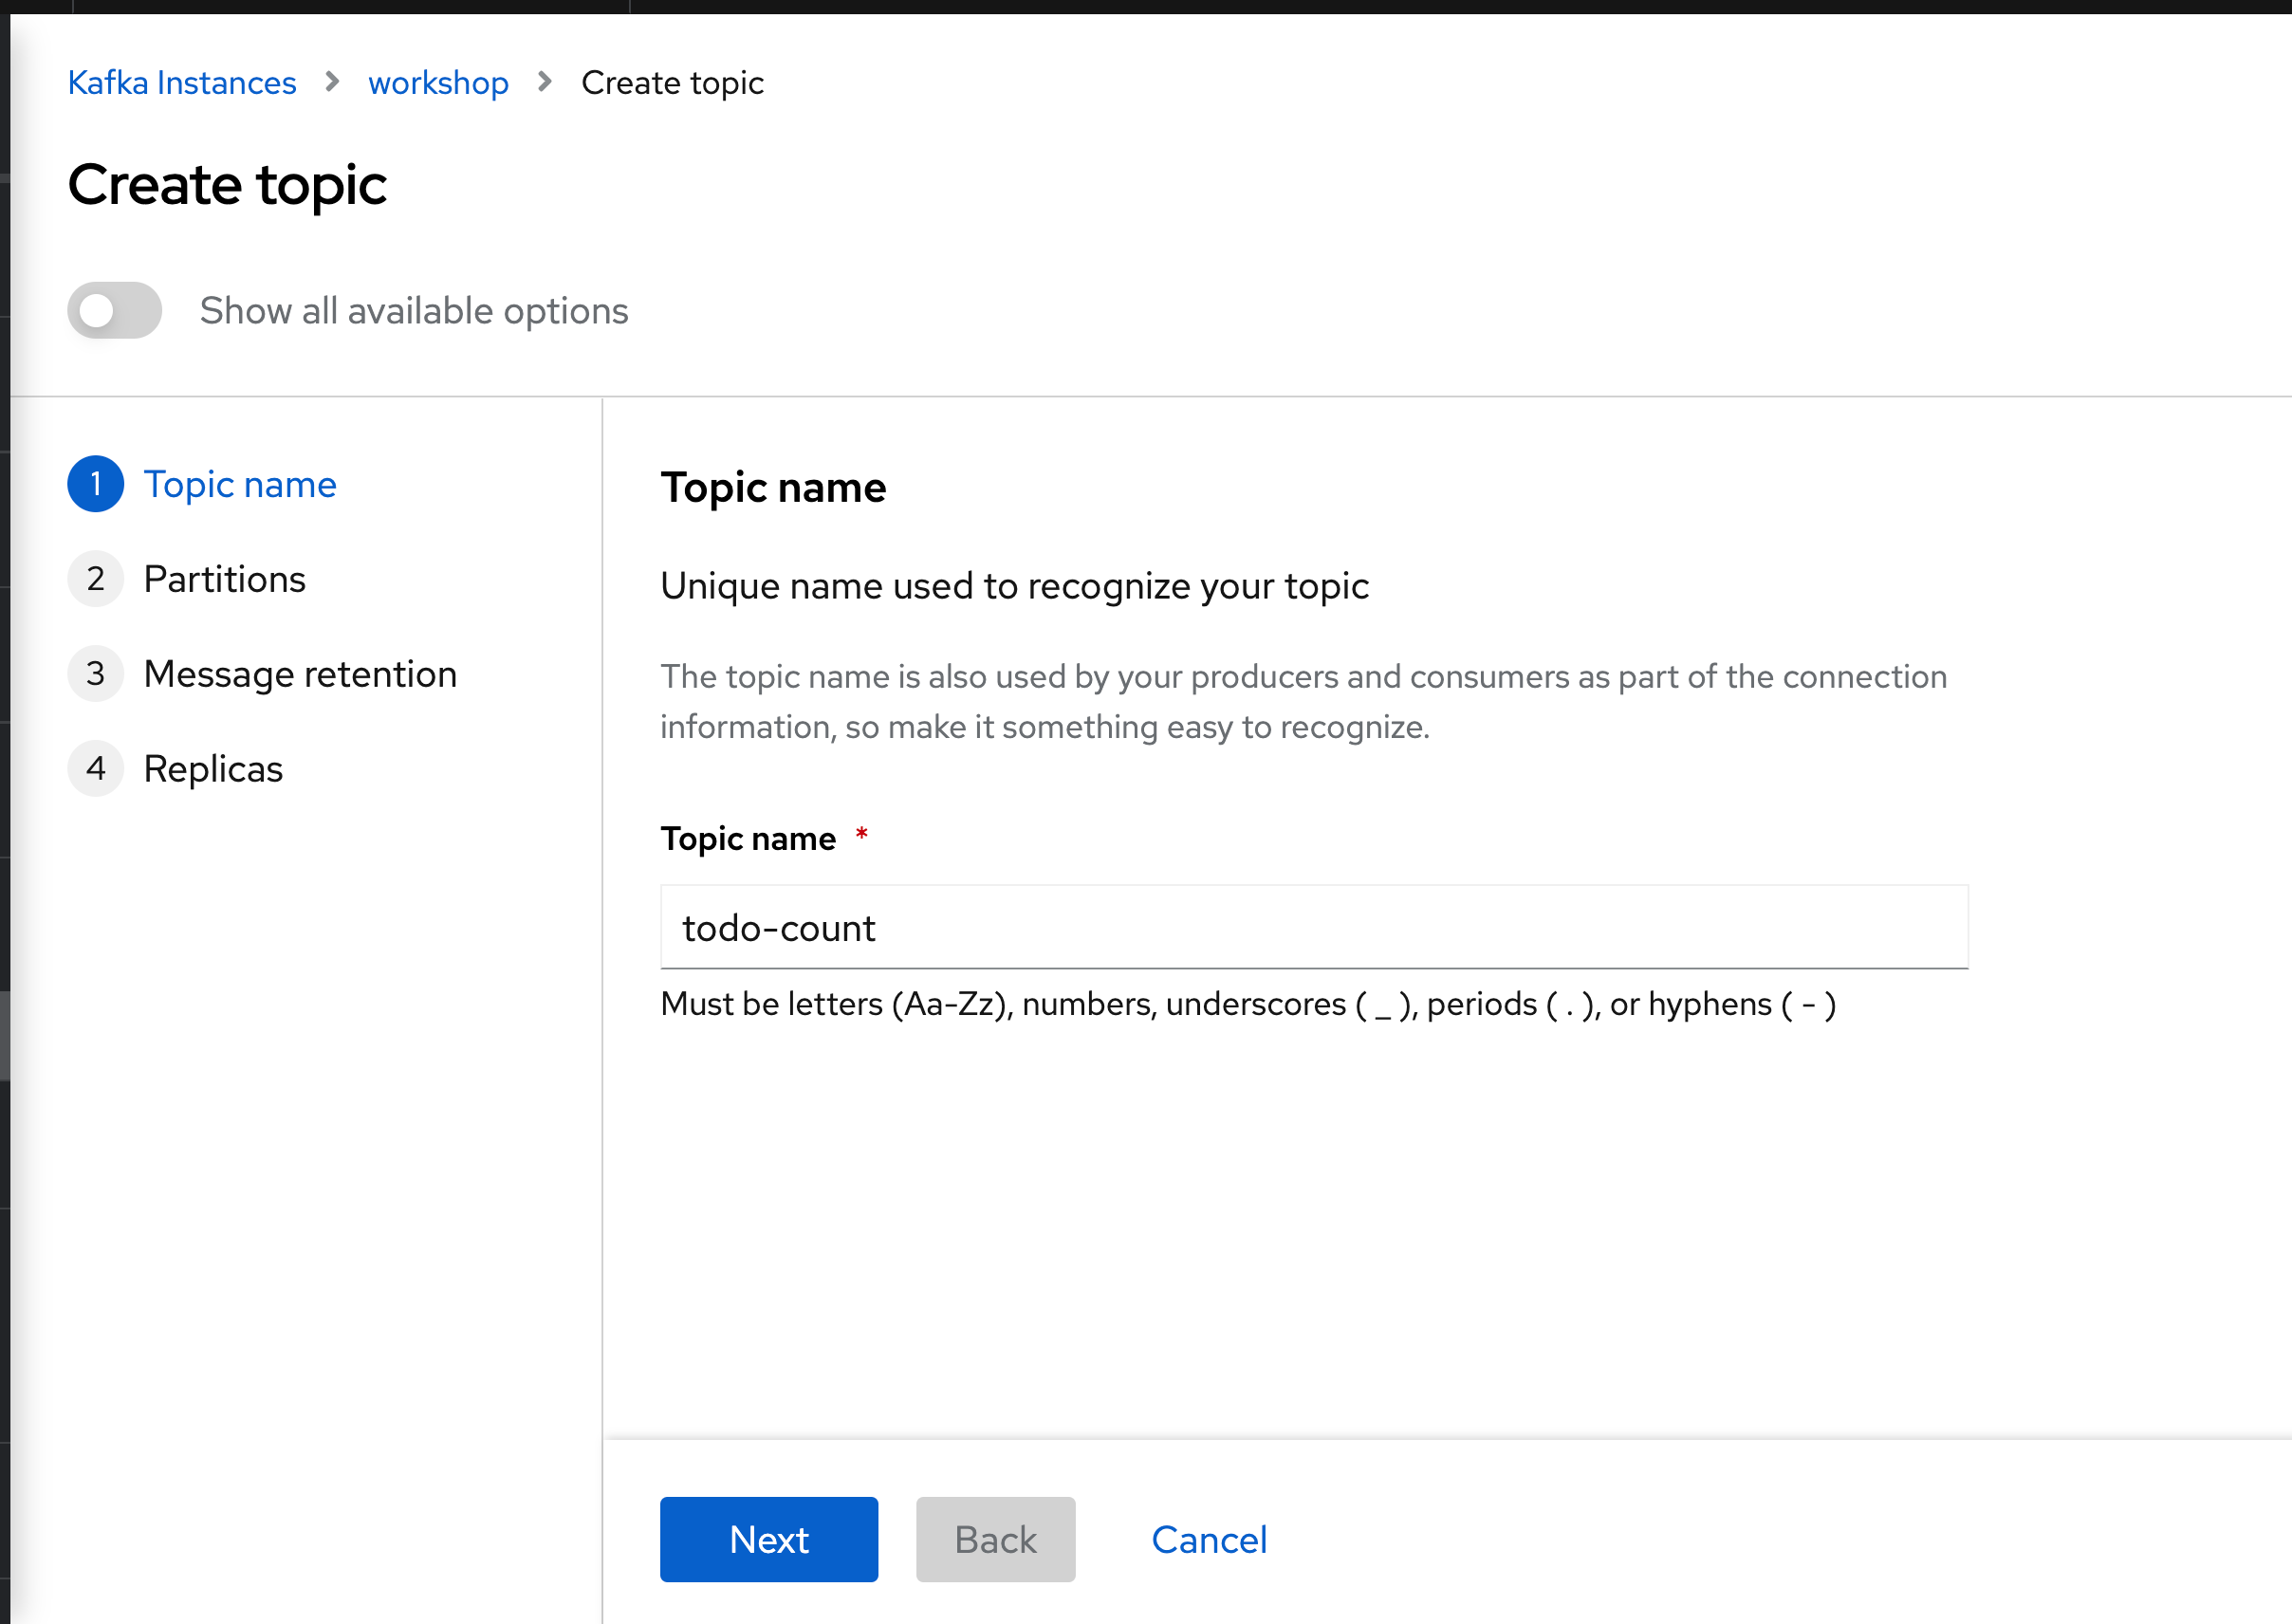 Kafka Instances > workshop > Create topic
Create topic
Show all available options
1 Topic name
2 Partitions
3 Message retention
4 Replicas
Topic name
Unique name used to recognize your topic
The topic name is also used by your producers and consumers as part of the connection
information, so make it something easy to recognize.
Topic name *
todo-count
Must be letters (Aa-Zz), numbers, underscores ( _ ), periods ( . ), or hyphens ( - )
Next Back Cancel